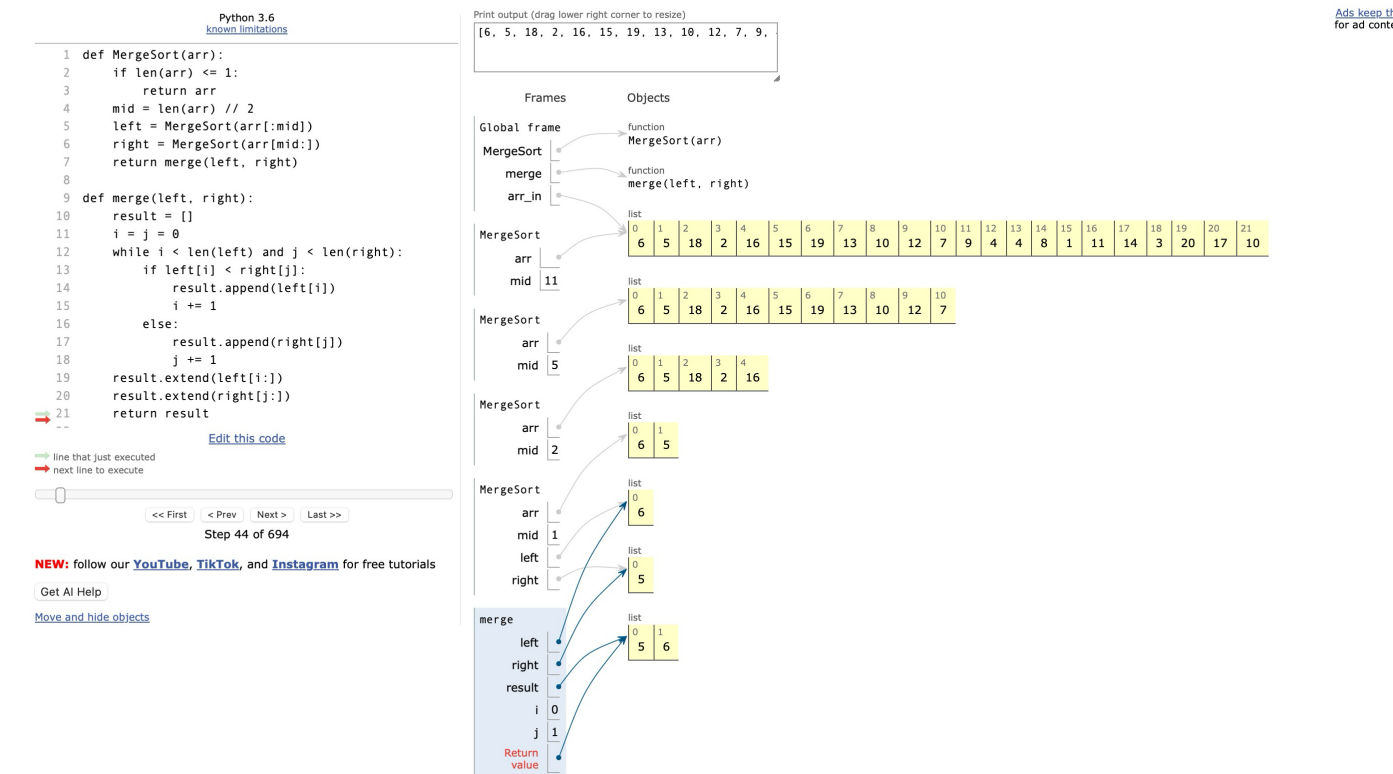 Python 3.6
known limitations
1 def MergeSort(arr):
2     if len(arr) <= 1:
3         return arr
4     mid = len(arr) // 2
5     left = MergeSort(arr[:mid])
6     right = MergeSort(arr[mid:])
7     return merge(left, right)
8
9 def merge(left, right):
10     result = []
11     i = j = 0
12     while i < len(left) and j < len(right):
13         if left[i] < right[j]:
14             result.append(left[i])
15             i += 1
16         else:
17             result.append(right[j])
18             j += 1
19     result.extend(left[i:])
20     result.extend(right[j:])
21     return result
Edit this code
line that just executed
next line to execute
<< First < Prev Next > Last >>
Step 44 of 694
NEW: follow our YouTube, TikTok, and Instagram for free tutorials
Get AI Help
Move and hide objects
Print output (drag lower right corner to resize)
[6, 5, 18, 2, 16, 15, 19, 13, 10, 12, 7, 9,
Frames Objects
Global frame
MergeSort
merge
arr_in
function
MergeSort(arr)
function
merge(left, right)
list
0 1 2 3 4 5 6 7 8 9 10 11 12 13 14 15 16 17 18 19 20 21
6 5 18 2 16 15 19 13 10 12 7 9 4 4 8 1 11 14 3 20 17 10
MergeSort
arr
mid 11
list
0 1 2 3 4 5 6 7 8 9 10
6 5 18 2 16 15 19 13 10 12 7
MergeSort
arr
mid 5
list
0 1 2 3 4
6 5 18 2 16
MergeSort
arr
mid 2
list
0 1
6 5
MergeSort
arr
mid 1
left
right
list
0
6
list
0
5
merge
left
right
result
i 0
j 1
Return
value
list
0 1
5 6
Ads keep th
for ad conte